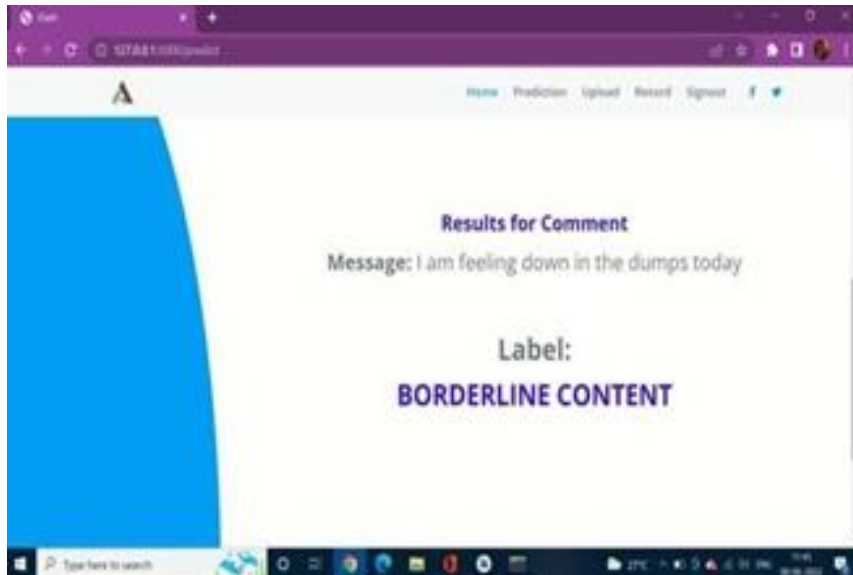 A
Home Prediction Upload Record Signout
Results for Comment
Message: I am feeling down in the dumps today
Label:
BORDERLINE CONTENT
Type here to search